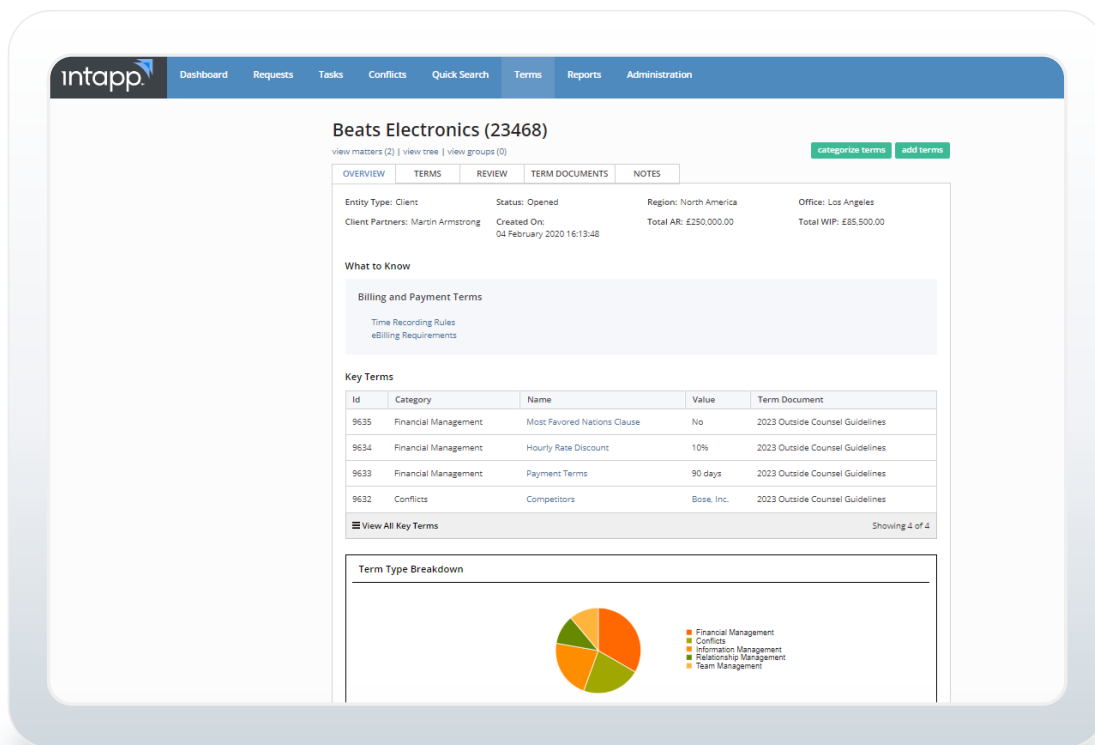 ıntapp.
Dashboard Requests Tasks Conflicts Quick Search Terms Reports Administration
Beats Electronics (23468)
view matters (2) | view tree | view groups (0)
categorize terms add terms
OVERVIEW TERMS REVIEW TERM DOCUMENTS NOTES
Entity Type: Client Status: Opened Region: North America Office: Los Angeles
Client Partners: Martin Armstrong Created On: Total AR: £250,000.00 Total WIP: £85,500.00
04 February 2020 16:13:48
What to Know
Billing and Payment Terms
Time Recording Rules
eBilling Requirements
Key Terms
Id Category Name Value Term Document
9635 Financial Management Most Favored Nations Clause No 2023 Outside Counsel Guidelines
9634 Financial Management Hourly Rate Discount 10% 2023 Outside Counsel Guidelines
9633 Financial Management Payment Terms 90 days 2023 Outside Counsel Guidelines
9632 Conflicts Competitors Bose, Inc. 2023 Outside Counsel Guidelines
View All Key Terms Showing 4 of 4
Term Type Breakdown
Financial Management
Conflicts
Information Management
Relationship Management
Team Management